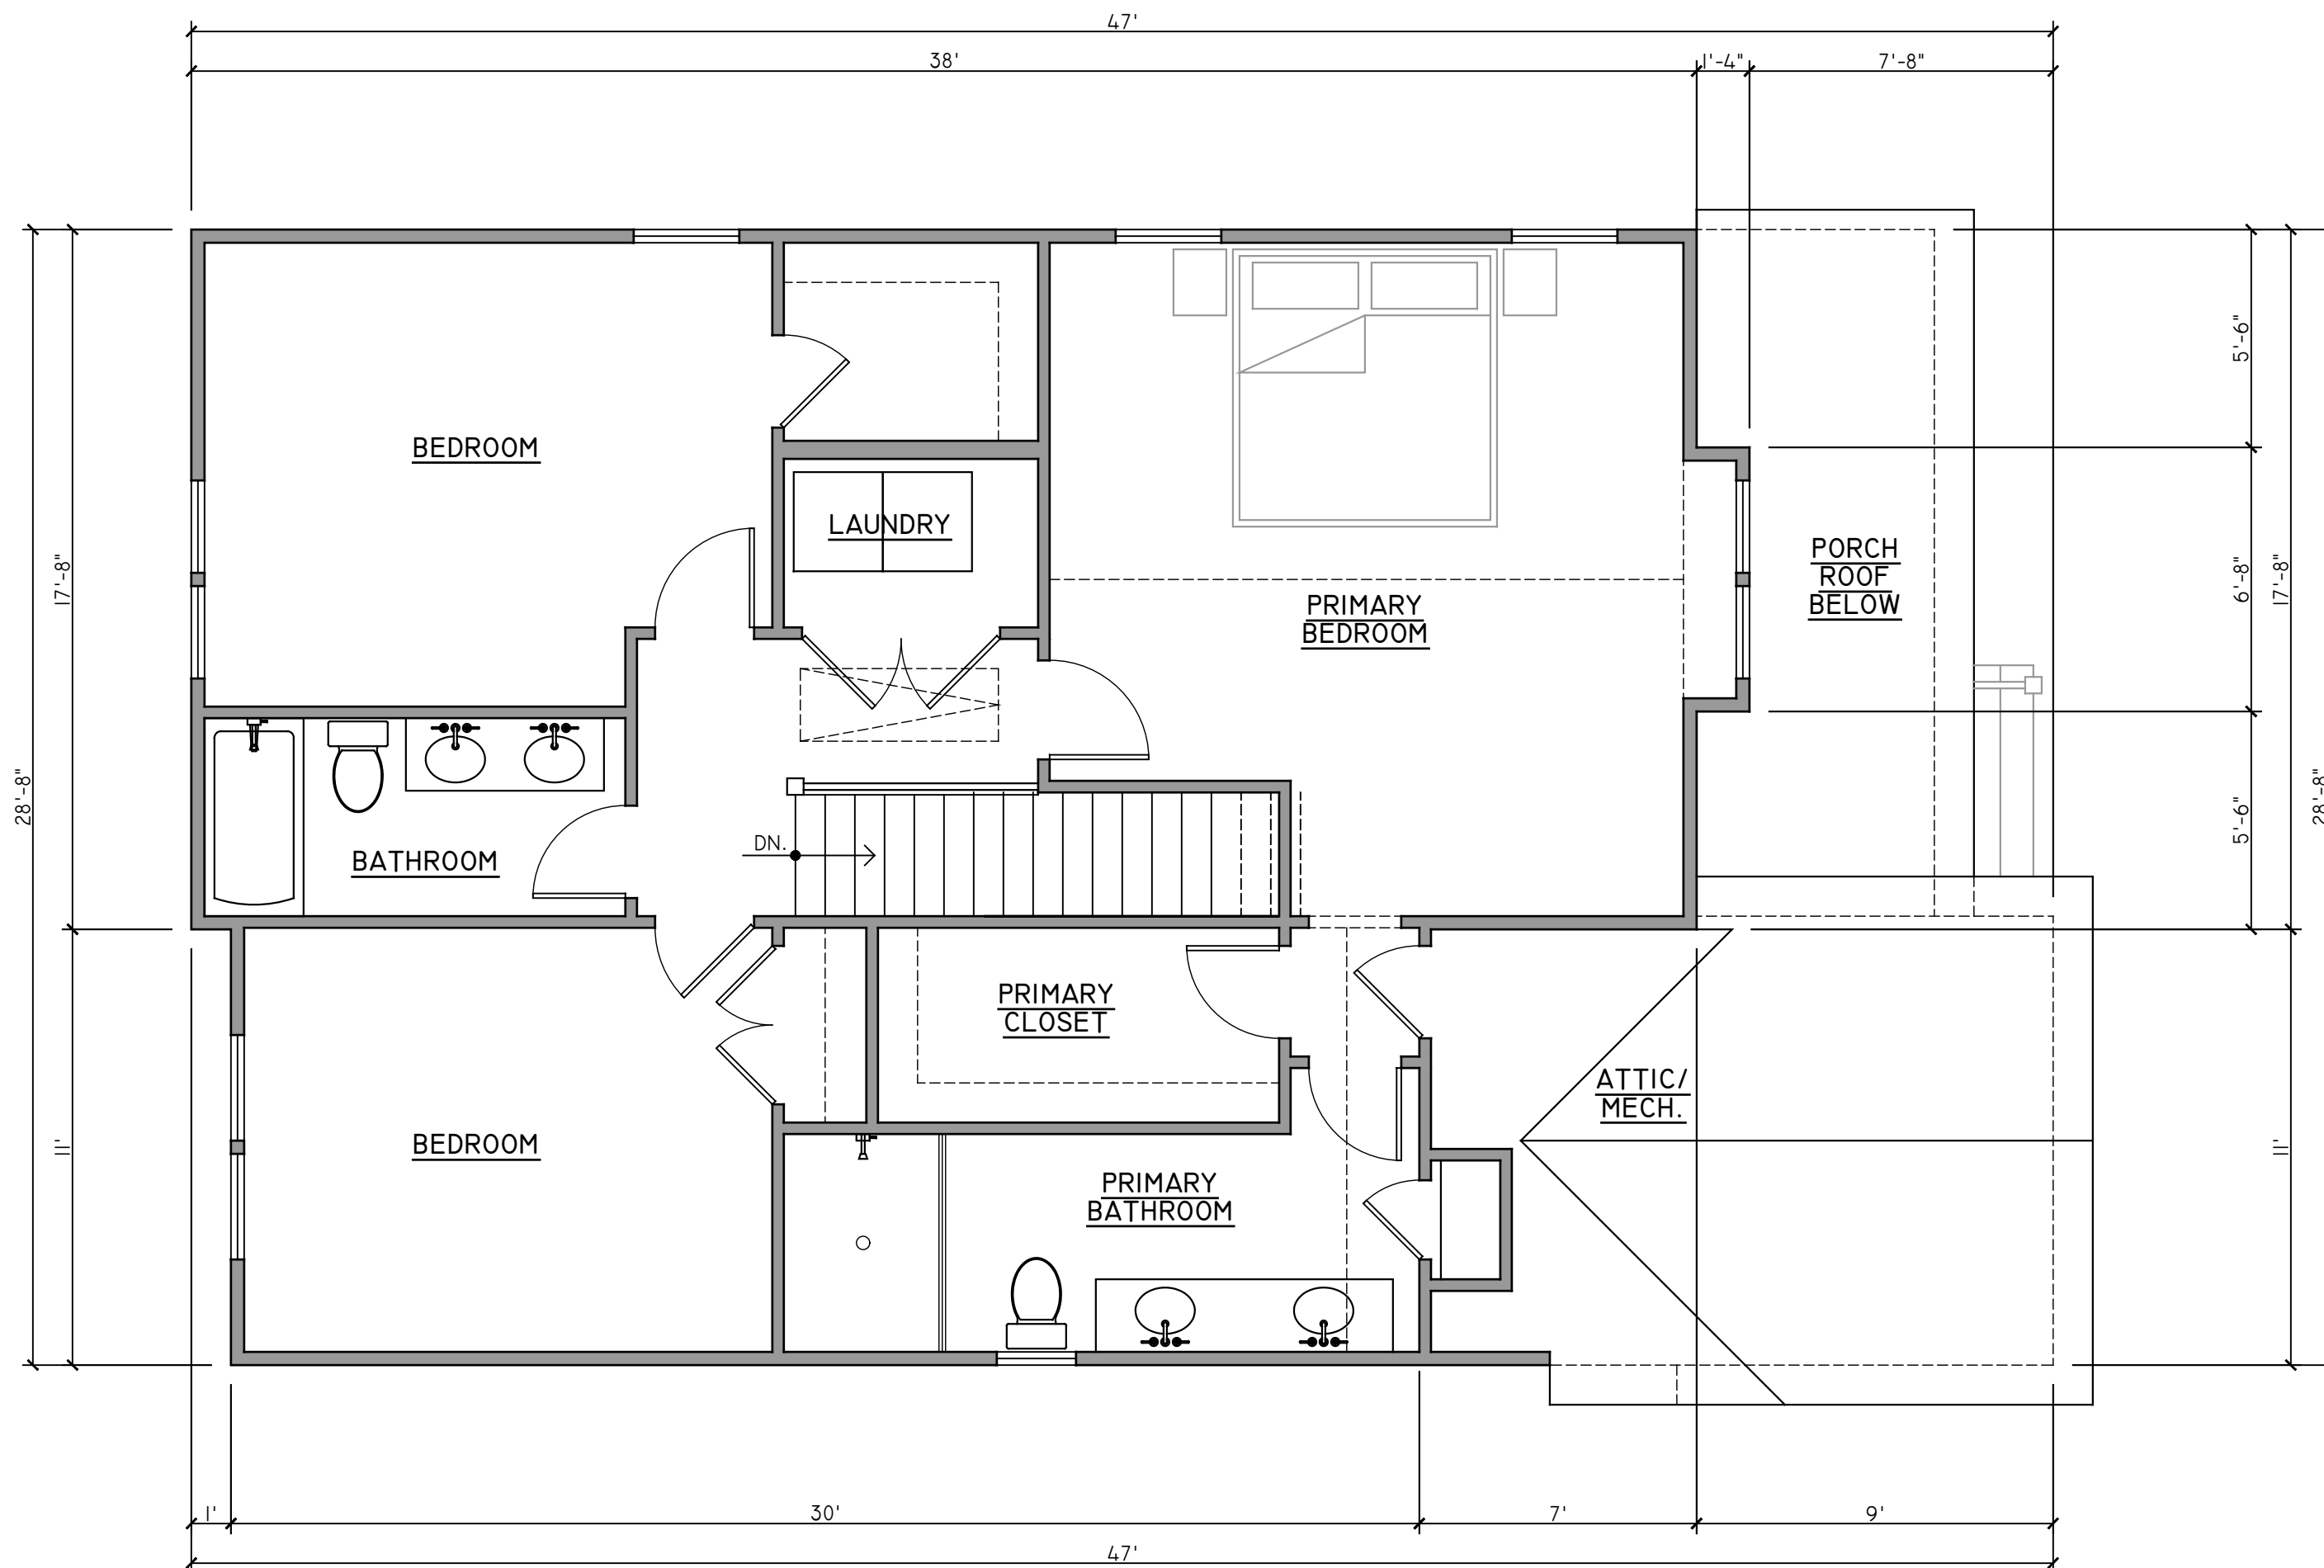 47'
38'
1'-4"
7'-8"
5'-6"
BEDROOM
LAUNDRY
PORCH
ROOF
BELOW
17'-8"
6'-8"
17'-8"
PRIMARY
BEDROOM
28'-8"
5'-6"
28'-8"
DN.
BATHROOM
PRIMARY
CLOSET
ATTIC/
MECH.
11'
BEDROOM
11'
PRIMARY
BATHROOM
1'
30'
7'
9'
47'